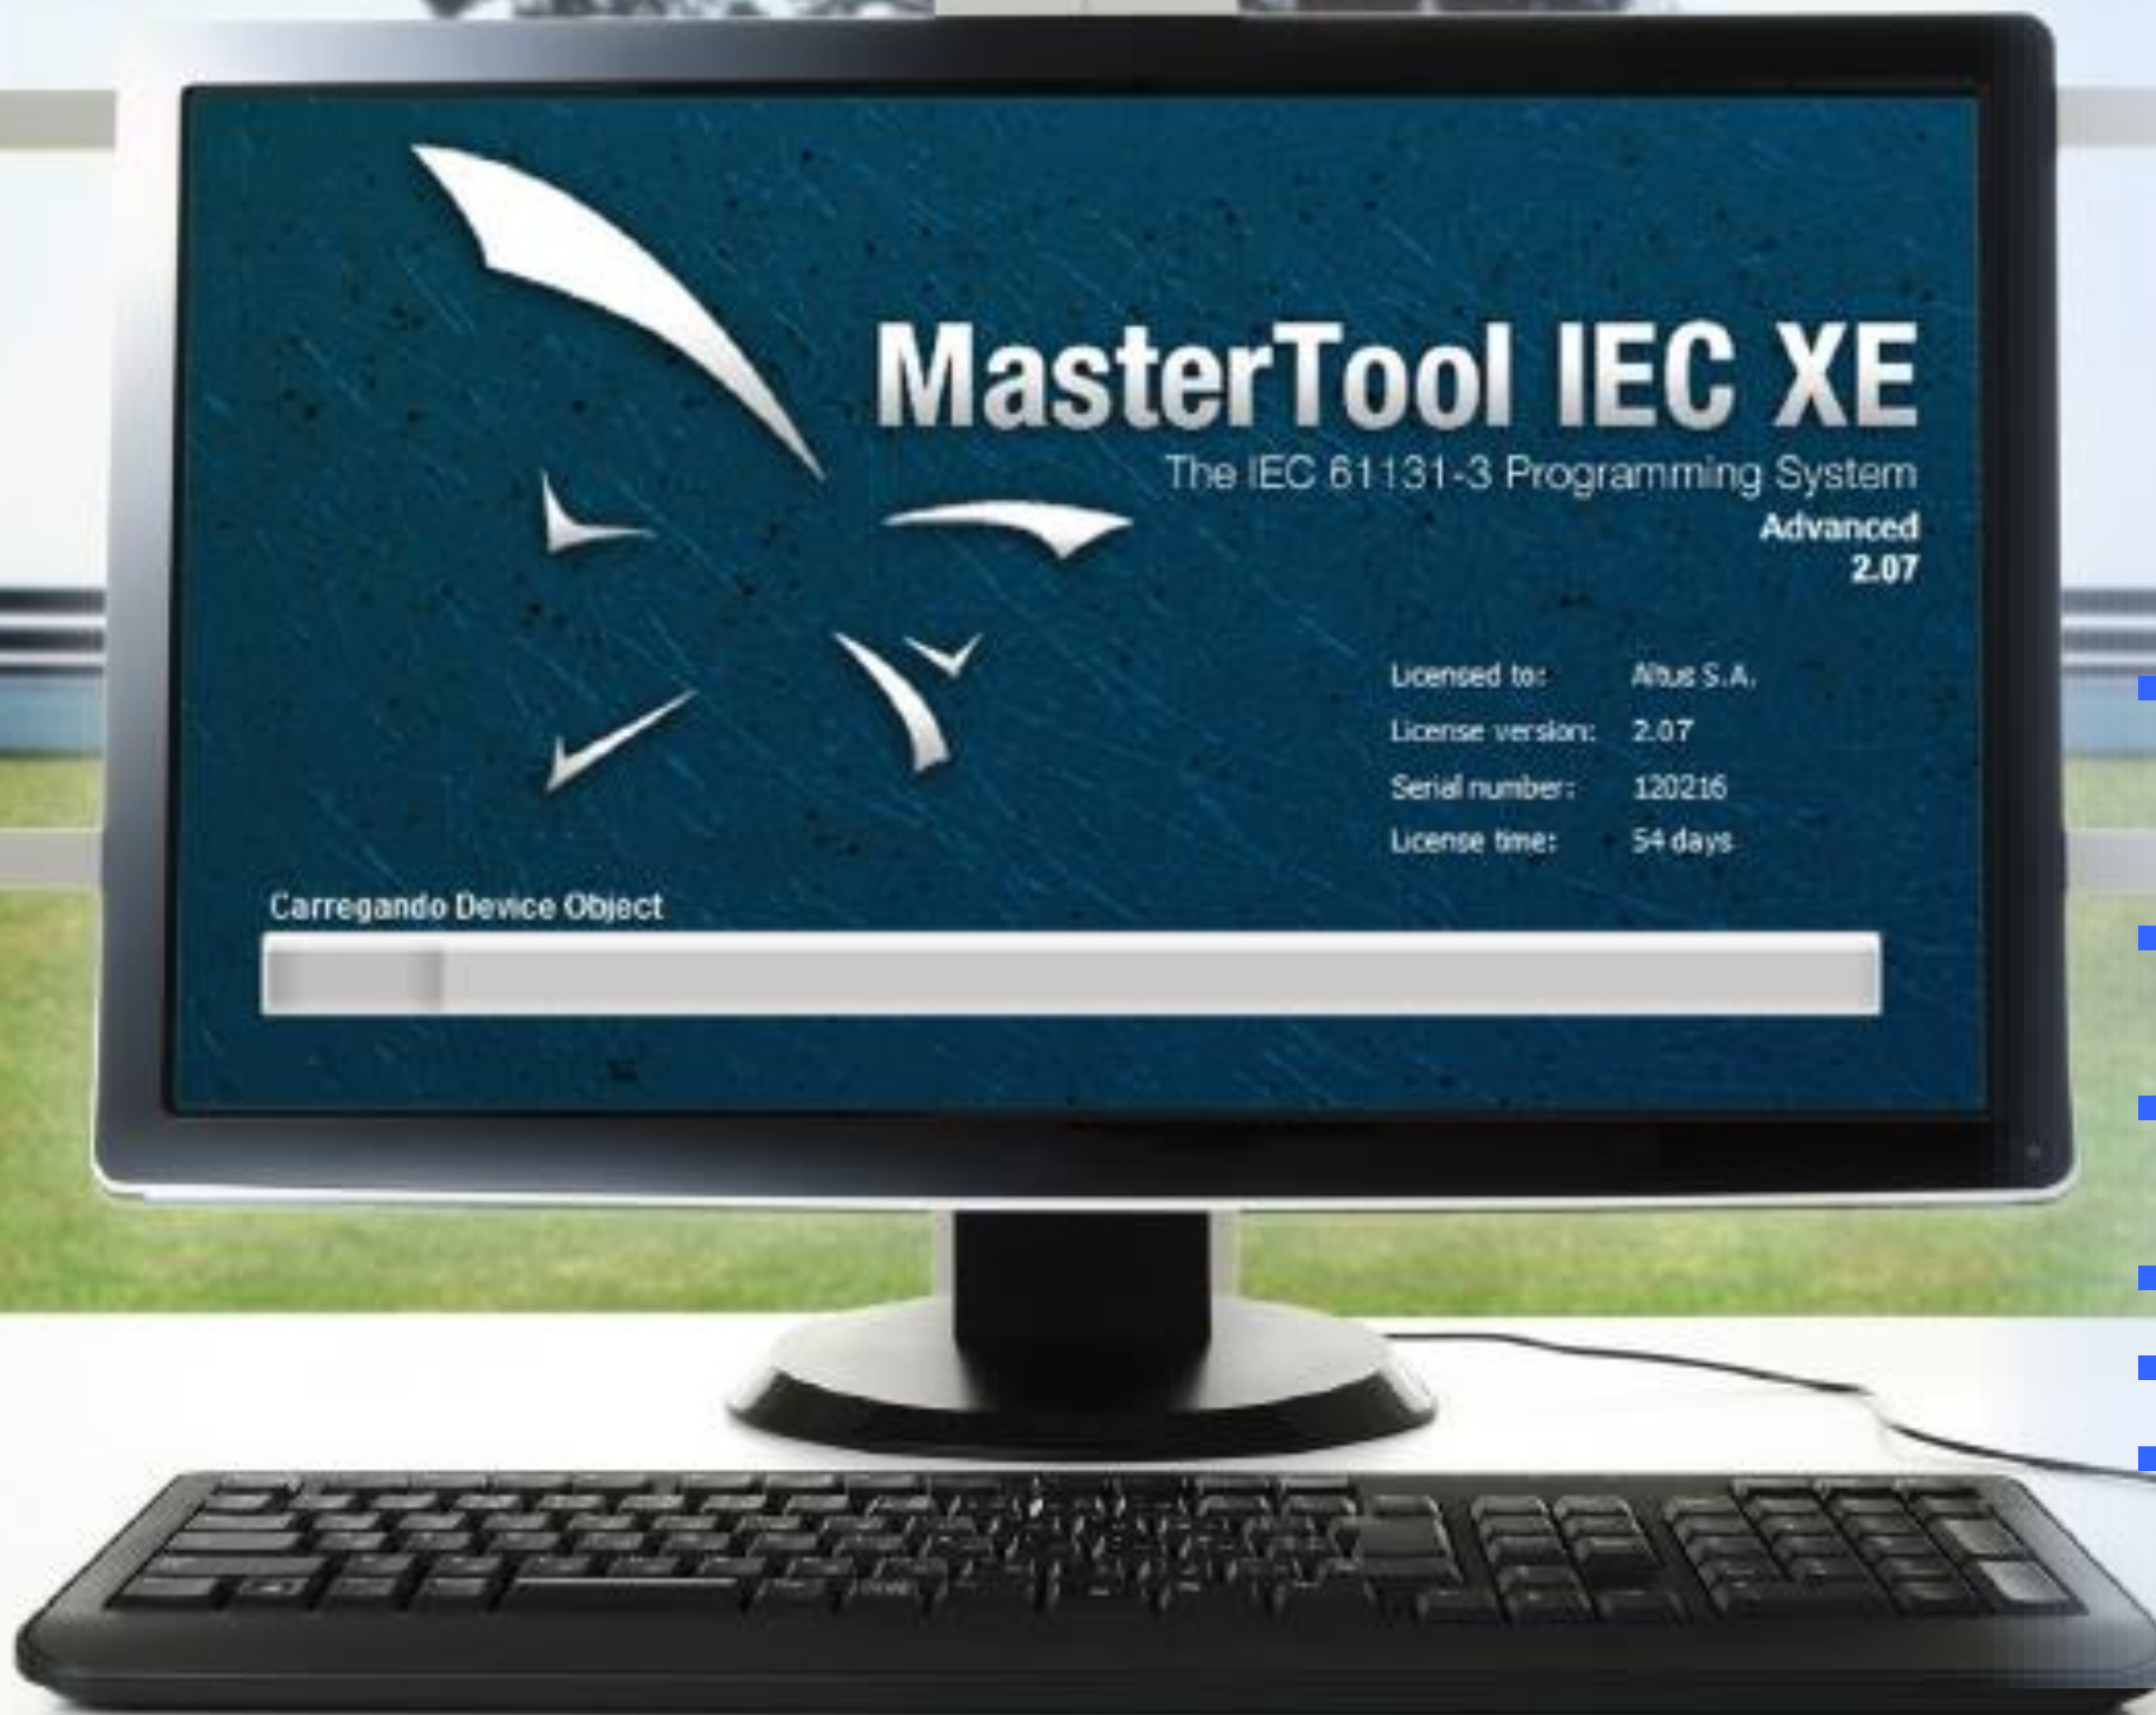 MasterTool IEC XE
The IEC 61131-3 Programming System
Advanced
2.07
Licensed to: Altus S.A.
License version: 2.07
Serial number: 120216
License time: 54 days
Carregando Device Object